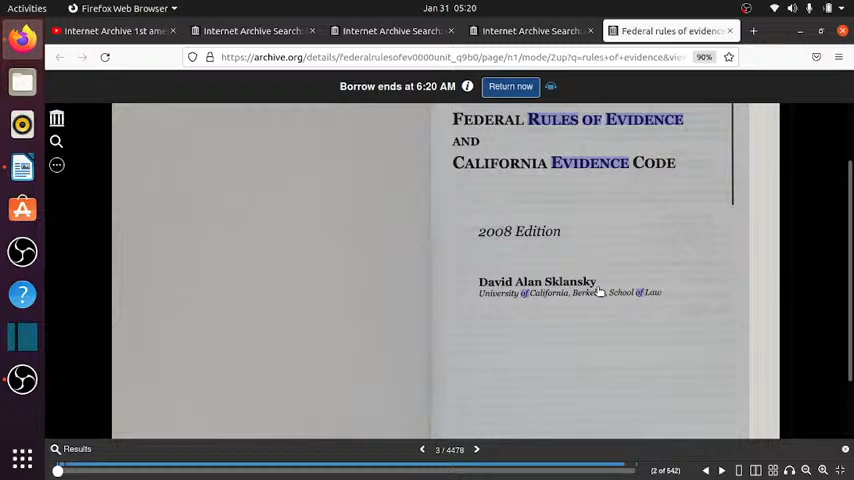 Activities
Firefox Web Browser
Jan 31 05:20
Internet Archive 1st ame
Internet Archive Search:
Internet Archive Search:
Internet Archive Search:
Federal rules of evidenc
https://archive.org/details/federalrulesofev0000unit_q9b0/page/n1/mode/2up?q=rules+of+evidence&vie
90%
Borrow ends at 6:20 AM
Return now
FEDERAL RULES OF EVIDENCE
AND
CALIFORNIA EVIDENCE CODE
2008 Edition
David Alan Sklansky
University of California, Berkeley, School of Law
Results
3 / 4478
(2 of 542)